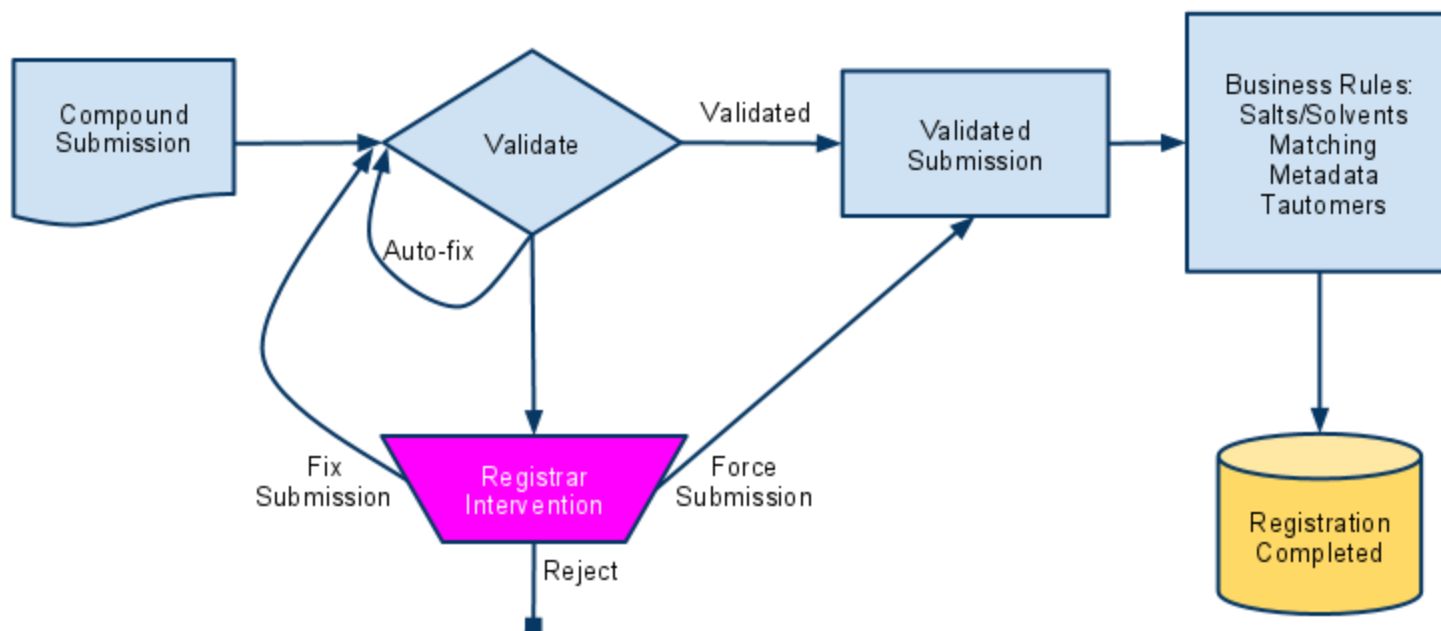 Compound
Submission
Validate
Validated
Validated
Submission
Business Rules:
Salts/Solvents
Matching
Metadata
Tautomers
Auto-fix
Fix
Submission
Registrar
Intervention
Force
Submission
Reject
Registration
Completed